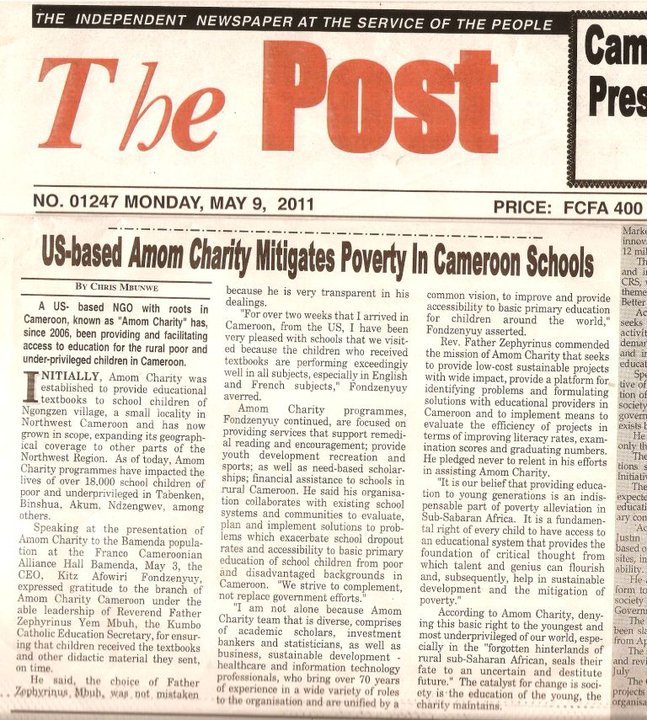 THE INDEPENDENT NEWSPAPER AT THE SERVICE OF THE PEOPLE
The Post
Cam
Pres
NO. 01247 MONDAY, MAY 9, 2011
PRICE: FCFA 400
US-based Amom Charity Mitigates Poverty In Cameroon Schools
BY CHRIS MBUNWE
A US- based NGO with roots in
Cameroon, known as "Amom Charity" has,
since 2006, been providing and facilitating
access to education for the rural poor and
under-privileged children in Cameroon.
INITIALLY, Amom Charity was
established to provide educational
textbooks to school children of
Ngongzen village, a small locality in
Northwest Cameroon and has now
grown in scope, expanding its geograph-
ical coverage to other parts of the
Northwest Region. As of today, Amom
Charity programmes have impacted the
lives of over 18,000 school children of
poor and underprivileged in Tabenken,
Binshua, Akum, Ndzengwev, among
others.
Speaking at the presentation of
Amom Charity to the Bamenda popula-
tion at the Franco Camerooonian
Alliance Hall Bamenda, May 3, the
CEO, Kitz Afowiri Fondzenyuy,
expressed gratitude to the branch of
Amom Charity Cameroon under the
able leadership of Reverend Father
Zephyrinus Yem Mbuh, the Kumbo
Catholic Education Secretary, for ensur-
ing that children received the textbooks
and other didactic material they sent,
on time.
He said, the choice of Father
Zephyrinus Mbuh, was not mistaken
because he is very transparent in his
dealings.
"For over two weeks that I arrived in
Cameroon, from the US, I have been
very pleased with schools that we vis-
ited because the children who received
textbooks are performing exceedingly
well in all subjects, especially in English
and French subjects," Fondzenyuy
averred.
Amom Charity programmes,
Fondzenyuy continued, are focused on
providing services that support remedi-
al reading and encouragement; provide
youth development recreation and
sports; as well as need-based scholar-
ships; financial assistance to schools in
rural Cameroon. He said his organisa-
tion collaborates with existing school
systems and communities to evaluate,
plan and implement solutions to prob-
lems which exacerbate school dropout
rates and accessibility to basic primary
education of school children from poor
and disadvantaged backgrounds in
Cameroon. "We strive to complement,
not replace government efforts."
"I am not alone because Amom
Charity team that is diverse, comprises
of academic scholars, investment
bankers and statisticians, as well as
business, sustainable development -
healthcare and information technology
professionals, who bring over 70 years
of experience in a wide variety of roles
to the organisation and are unified by a
common vision, to improve and provide
accessibility to basic primary education
for children around the world,"
Fondzenyuy asserted.
Rev. Father Zephyrinus commended
the mission of Amom Charity that seeks
to provide low-cost sustainable projects
with wide impact, provide a platform for
identifying problems and formulating
solutions with educational providers in
Cameroon and to implement means to
evaluate the efficiency of projects in
terms of improving literacy rates, exam-
ination scores and graduating numbers.
He pledged never to relent in his efforts
in assisting Amom Charity.
"It is our belief that providing educa-
tion to young generations is an indis-
pensable part of poverty alleviation in
Sub-Saharan Africa. It is a fundamen-
tal right of every child to have access to
an educational system that provides the
foundation of critical thought from
which talent and genius can flourish
and, subsequently, help in sustainable
development and the mitigation of
poverty."
According to Amom Charity, deny-
ing this basic right to the youngest and
most underprivileged of our world, espe-
cially in the "forgotten hinterlands of
rural sub-Saharan African, seals their
fate to an uncertain and destitute
future." The catalyst for change is soci-
ety is the education of the young, the
charity maintains.